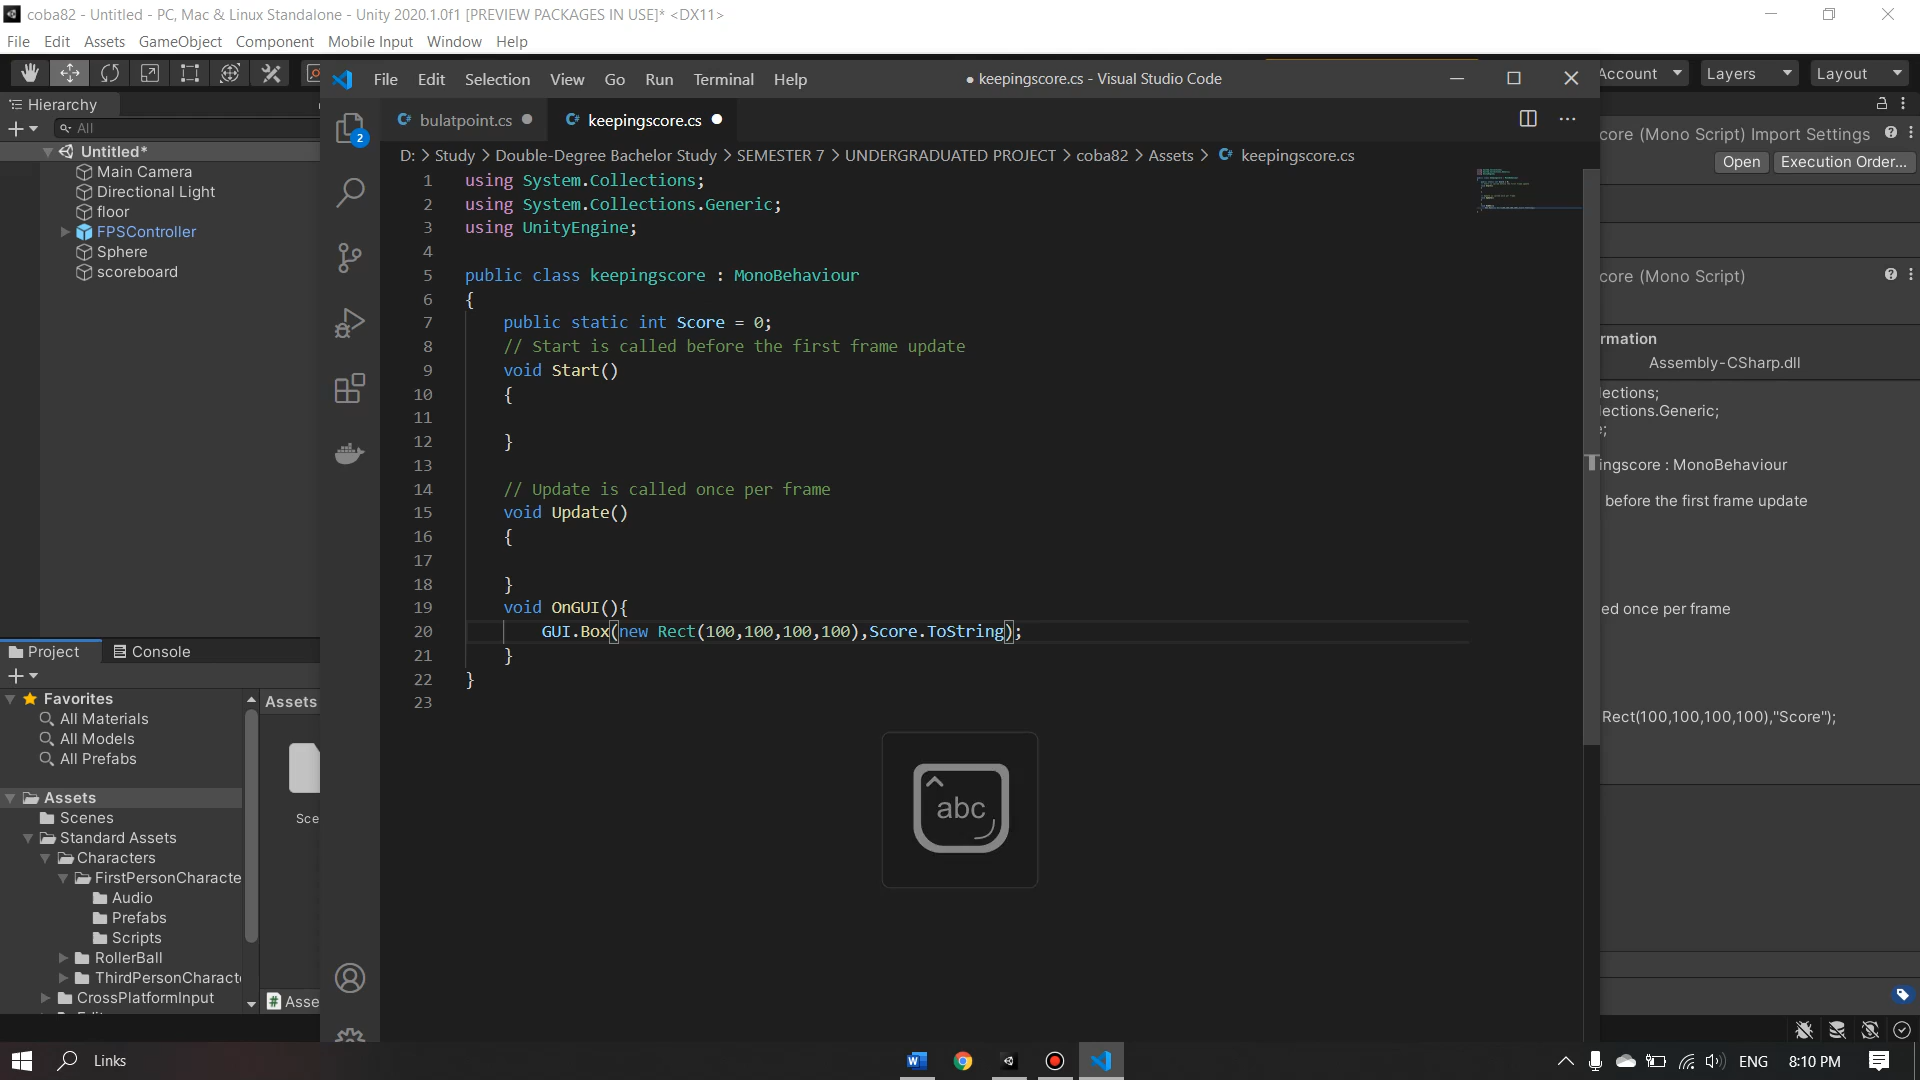 coba82 - Untitled - PC, Mac & Linux Standalone - Unity 2020.1.0f1 [PREVIEW PACKAGES IN USE]* <DX11>
File Edit Assets GameObject Component Mobile Input Window Help
Account Layers Layout
File Edit Selection View Go Run Terminal Help
● keepingscore.cs - Visual Studio Code
Hierarchy
All
Untitled*
Main Camera
Directional Light
floor
FPSController
Sphere
scoreboard
2
C# bulatpoint.cs ●
C# keepingscore.cs ●
D: > Study > Double-Degree Bachelor Study > SEMESTER 7 > UNDERGRADUATED PROJECT > coba82 > Assets > C# keepingscore.cs
1 using System.Collections;
2 using System.Collections.Generic;
3 using UnityEngine;
4
5 public class keepingscore : MonoBehaviour
6 {
7 public static int Score = 0;
8 // Start is called before the first frame update
9 void Start()
10 {
11
12 }
13
14 // Update is called once per frame
15 void Update()
16 {
17
18 }
19 void OnGUI(){
20 GUI.Box(new Rect(100,100,100,100),Score.ToString);
21 }
22 }
23
abc
core (Mono Script) Import Settings
Open Execution Order...
core (Mono Script)
rmation
Assembly-CSharp.dll
lections;
lections.Generic;
e;
ingscore : MonoBehaviour
before the first frame update
ed once per frame
Rect(100,100,100,100),"Score");
Project Console
Favorites
All Materials
All Models
All Prefabs
Assets
Scenes
Standard Assets
Characters
FirstPersonCharacte
Audio
Prefabs
Scripts
RollerBall
ThirdPersonCharact
CrossPlatformInput
Assets
Sce
# Asse
Links
ENG 8:10 PM